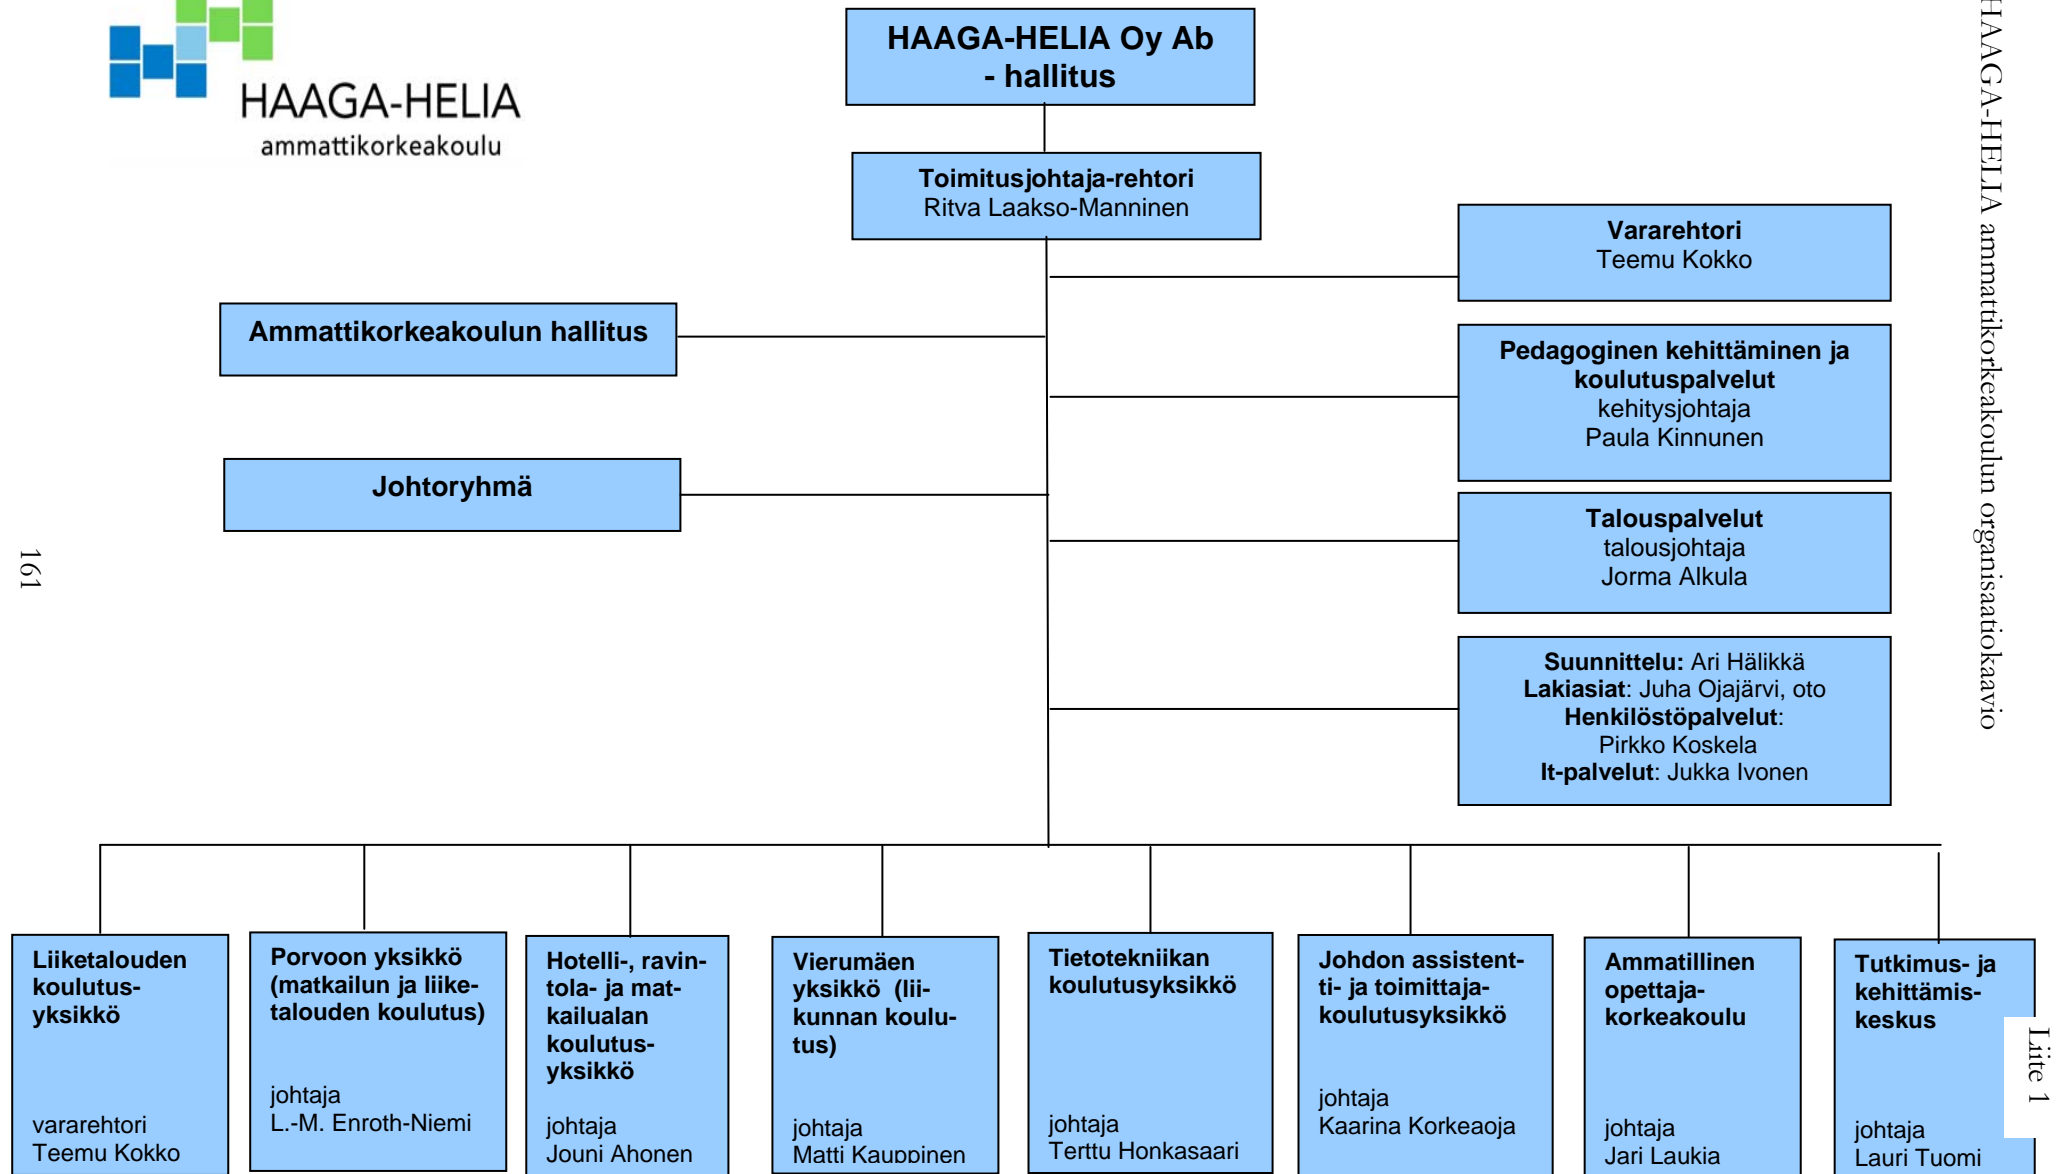 HAAGA-HELIA
ammattikorkeakoulu
HAAGA-HELIA Oy Ab
- hallitus
Toimitusjohtaja-rehtori
Ritva Laakso-Manninen
Vararehtori
Teemu Kokko
Ammattikorkeakoulun hallitus
Pedagoginen kehittäminen ja
koulutuspalvelut
kehitysjohtaja
Paula Kinnunen
Johtoryhmä
Talouspalvelut
talousjohtaja
Jorma Alkula
Suunnittelu: Ari Hälikkä
Lakiasiat: Juha Ojajärvi, oto
Henkilöstöpalvelut:
Pirkko Koskela
It-palvelut: Jukka Ivonen
Liiketalouden
koulutus-
yksikkö
vararehtori
Teemu Kokko
Porvoon yksikkö
(matkailun ja liike-
talouden koulutus)
johtaja
L.-M. Enroth-Niemi
Hotelli-, ravin-
tola- ja mat-
kailualan
koulutus-
yksikkö
johtaja
Jouni Ahonen
Vierumäen
yksikkö (lii-
kunnan koulu-
tus)
johtaja
Matti Kauppinen
Tietotekniikan
koulutusyksikkö
johtaja
Terttu Honkasaari
Johdon assistent-
ti- ja toimittaja-
koulutusyksikkö
johtaja
Kaarina Korkeaoja
Ammatillinen
opettaja-
korkeakoulu
johtaja
Jari Laukia
Tutkimus- ja
kehittämis-
keskus
johtaja
Lauri Tuomi
HAAGA-HELIA ammattikorkeakoulun organisaatiokaavio
Liite 1
161